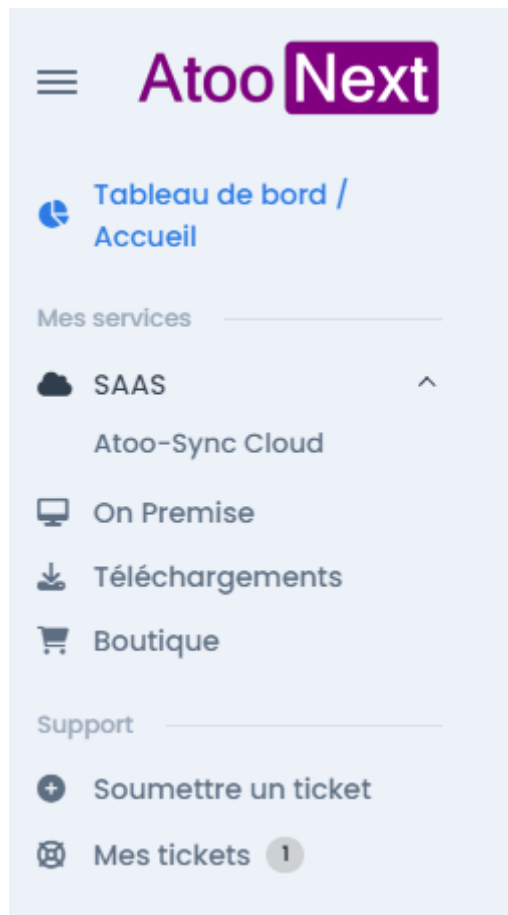 Atoo Next
Tableau de bord /
Accueil
Mes services
SAAS
Atoo-Sync Cloud
On Premise
Téléchargements
Boutique
Support
Soumettre un ticket
Mes tickets 1